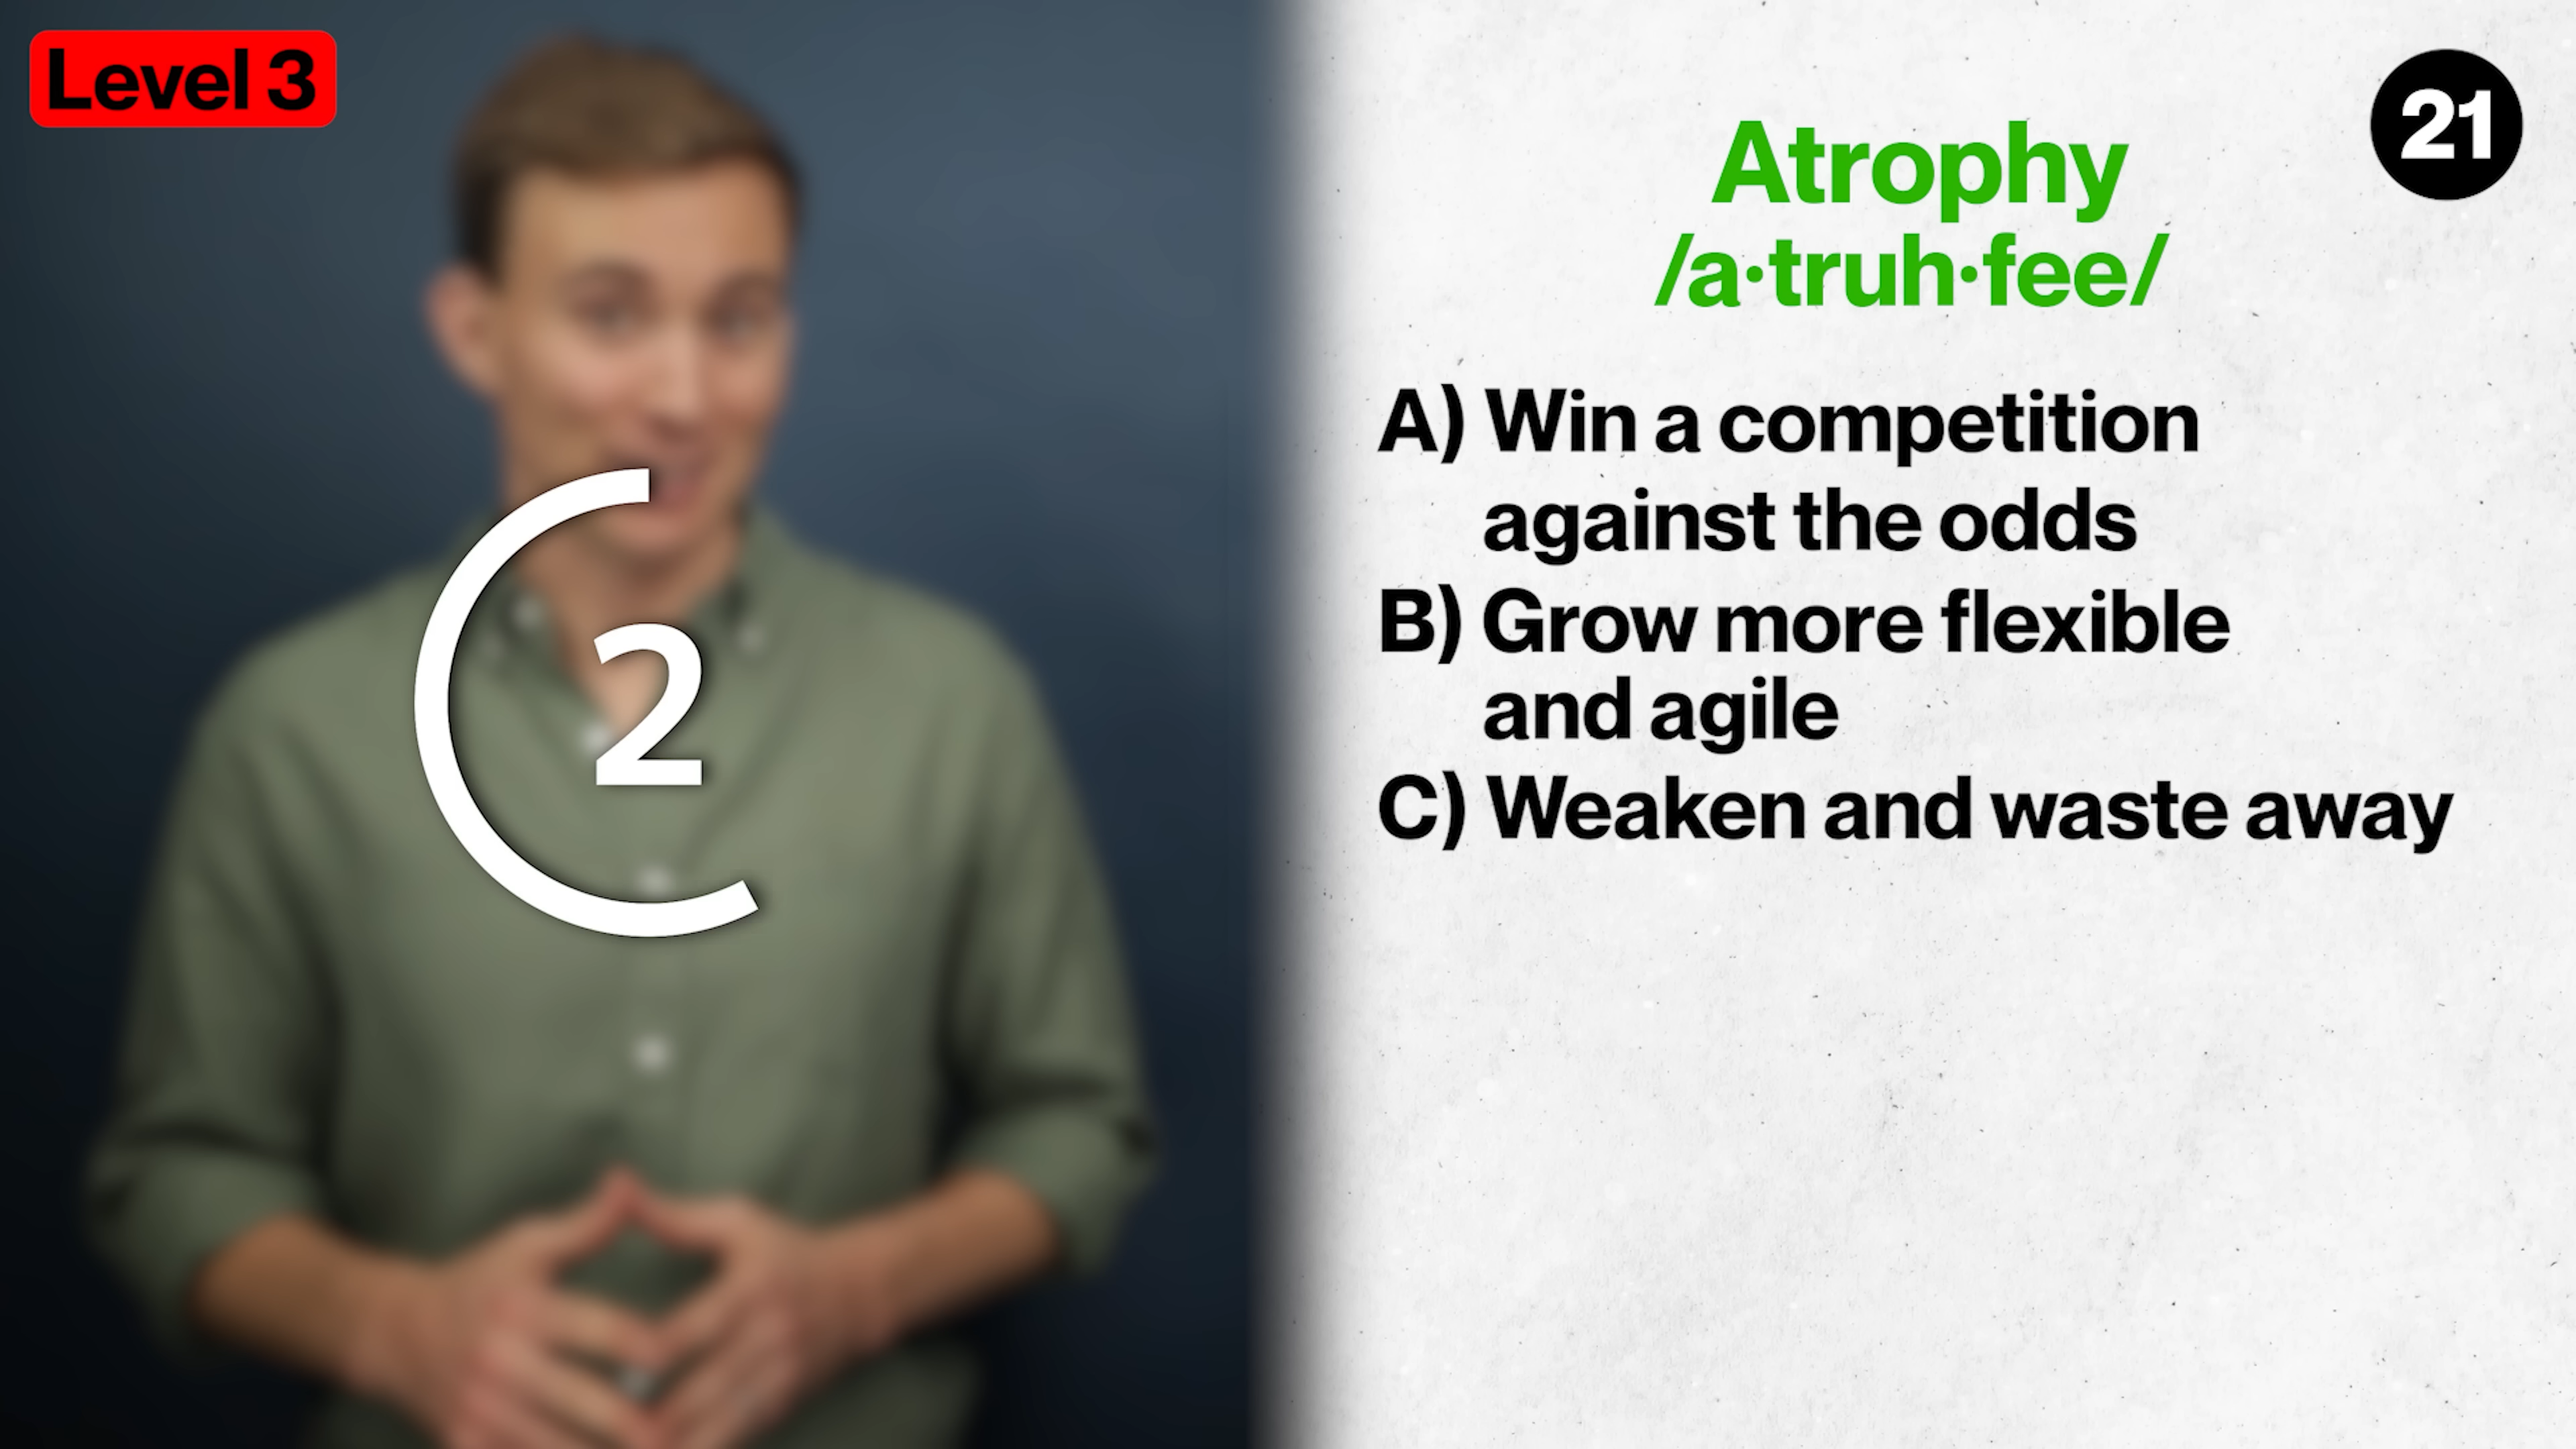 Level 3
21
Atrophy
/a·truh·fee/
A) Win a competition
against the odds
B) Grow more flexible
and agile
C) Weaken and waste away
2